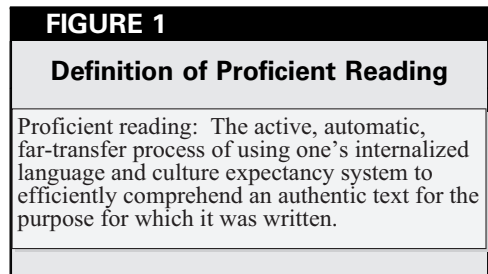 FIGURE 1
Definition of Proficient Reading
Proficient reading:  The active, automatic,
far-transfer process of using one’s internalized
language and culture expectancy system to
efficiently comprehend an authentic text for the
purpose for which it was written.